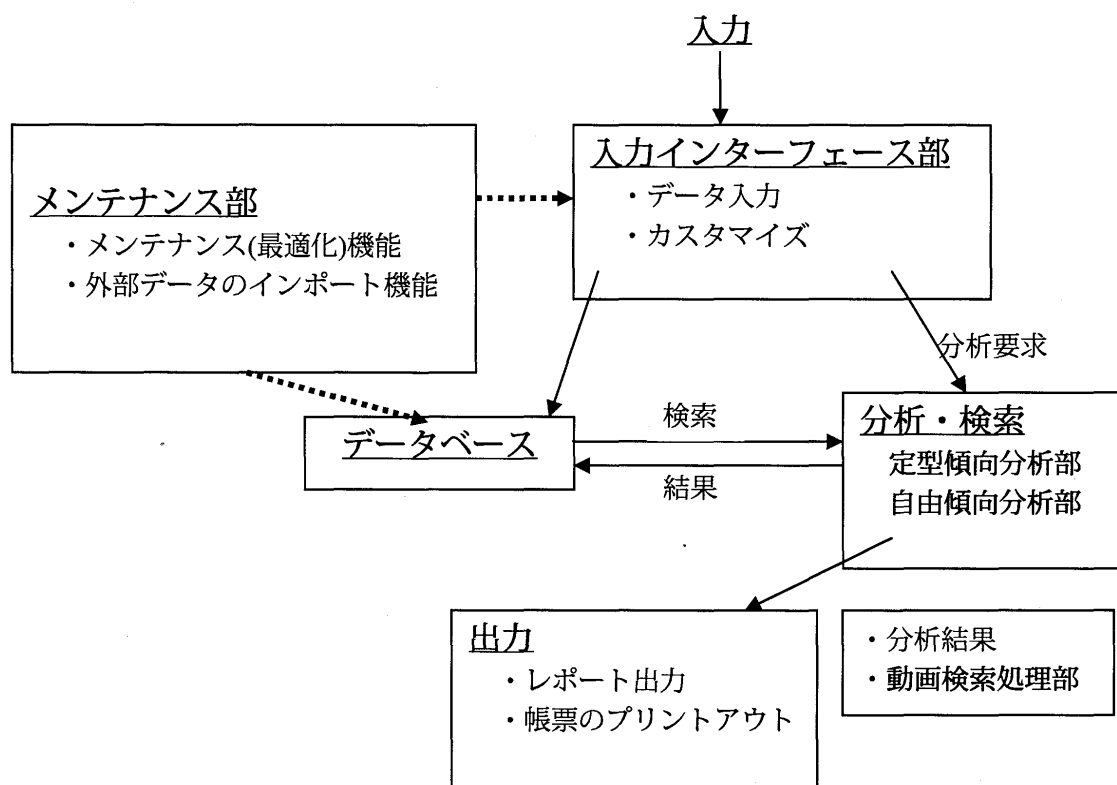 入力
入力インターフェース部
・データ入力
・カスタマイズ
メンテナンス部
・メンテナンス(最適化)機能
・外部データのインポート機能
分析要求
データベース
検索
結果
分析・検索
定型傾向分析部
自由傾向分析部
出力
・レポート出力
・帳票のプリントアウト
・分析結果
・動画検索処理部